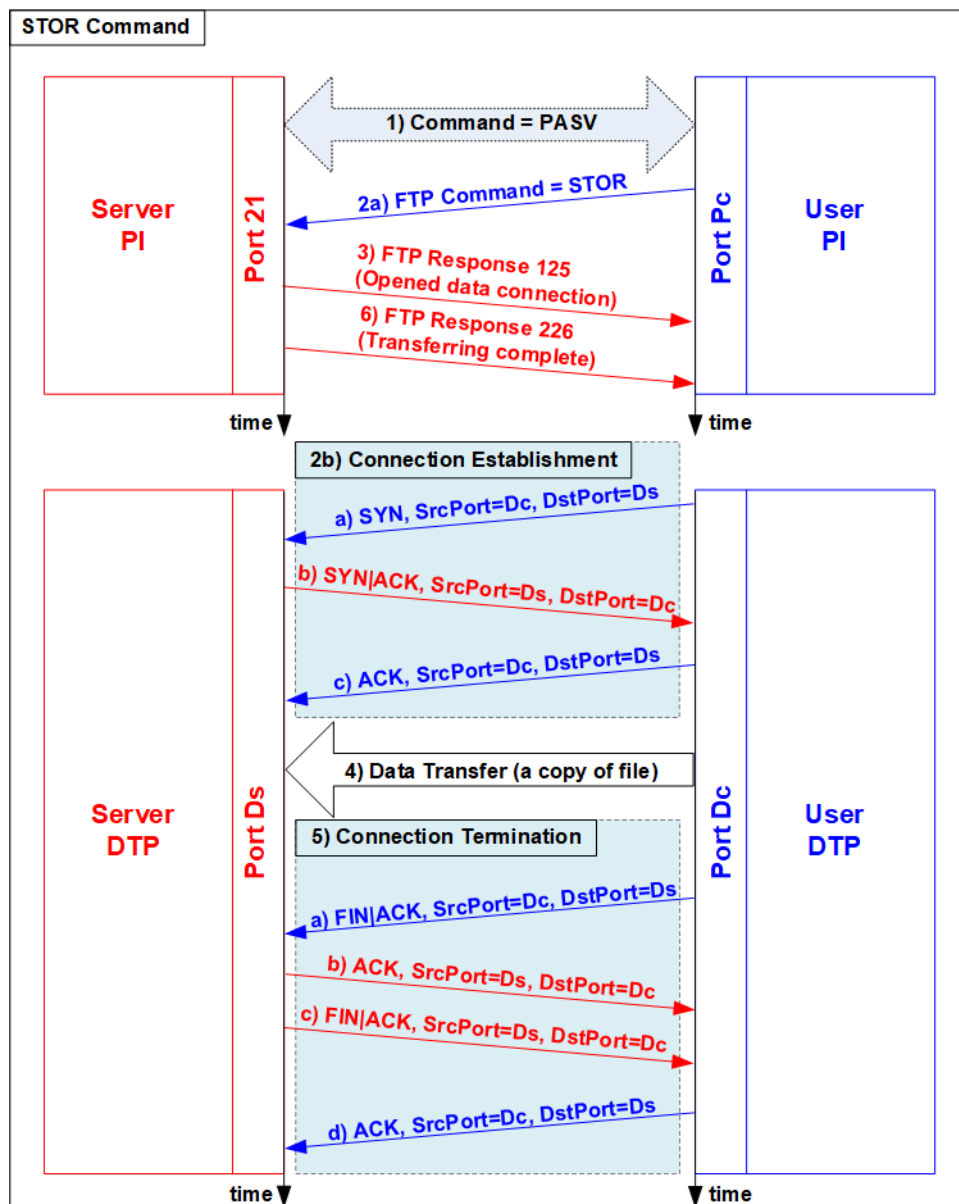 STOR Command
1) Command = PASV
Server
PI
Port 21
2a) FTP Command = STOR
3) FTP Response 125
(Opened data connection)
6) FTP Response 226
(Transferring complete)
Port Pc
User
PI
time
time
2b) Connection Establishment
a) SYN, SrcPort=Dc, DstPort=Ds
b) SYN|ACK, SrcPort=Ds, DstPort=Dc
c) ACK, SrcPort=Dc, DstPort=Ds
4) Data Transfer (a copy of file)
Server
DTP
Port Ds
Port Dc
User
DTP
5) Connection Termination
a) FIN|ACK, SrcPort=Dc, DstPort=Ds
b) ACK, SrcPort=Ds, DstPort=Dc
c) FIN|ACK, SrcPort=Ds, DstPort=Dc
d) ACK, SrcPort=Dc, DstPort=Ds
time
time